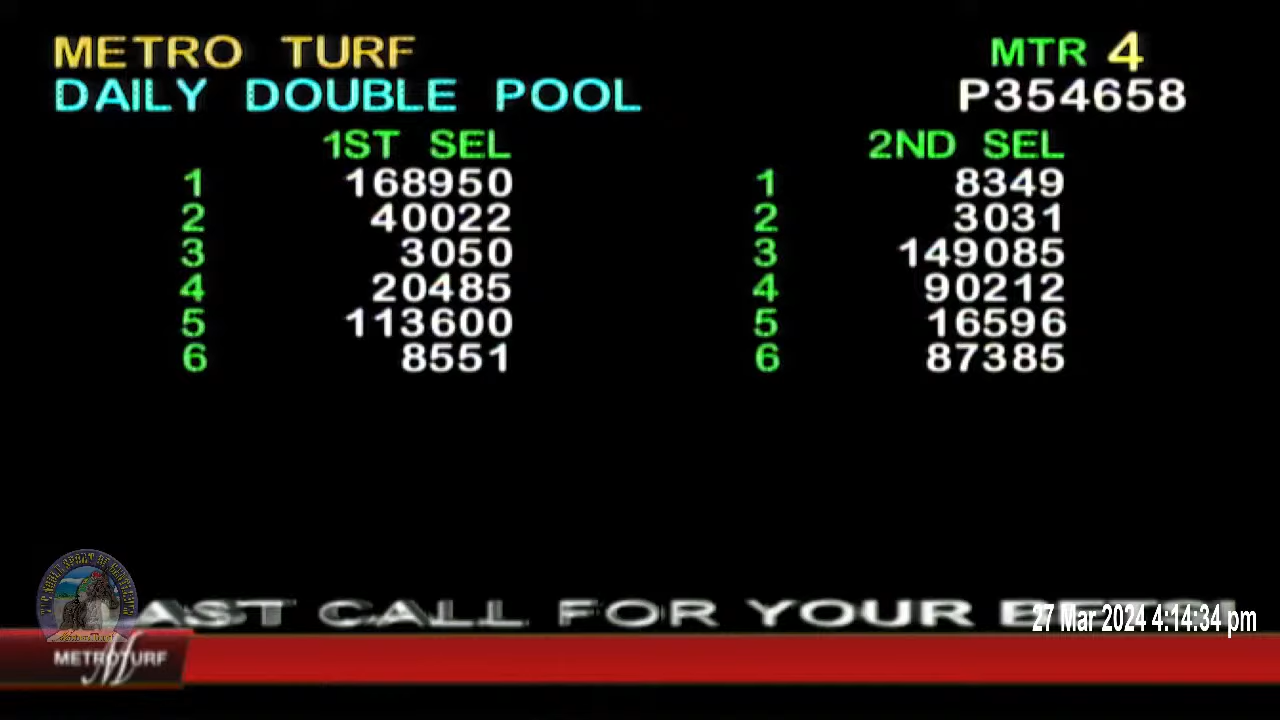 METRO TURF MTR 4
DAILY DOUBLE POOL P354658
1ST SEL 2ND SEL
1 168950 1 8349
2 40022 2 3031
3 3050 3 149085
4 20485 4 90212
5 113600 5 16596
6 8551 6 87385
AST CALL FOR YOUR
27 Mar 2024 4:14:34 pm
METROTURF